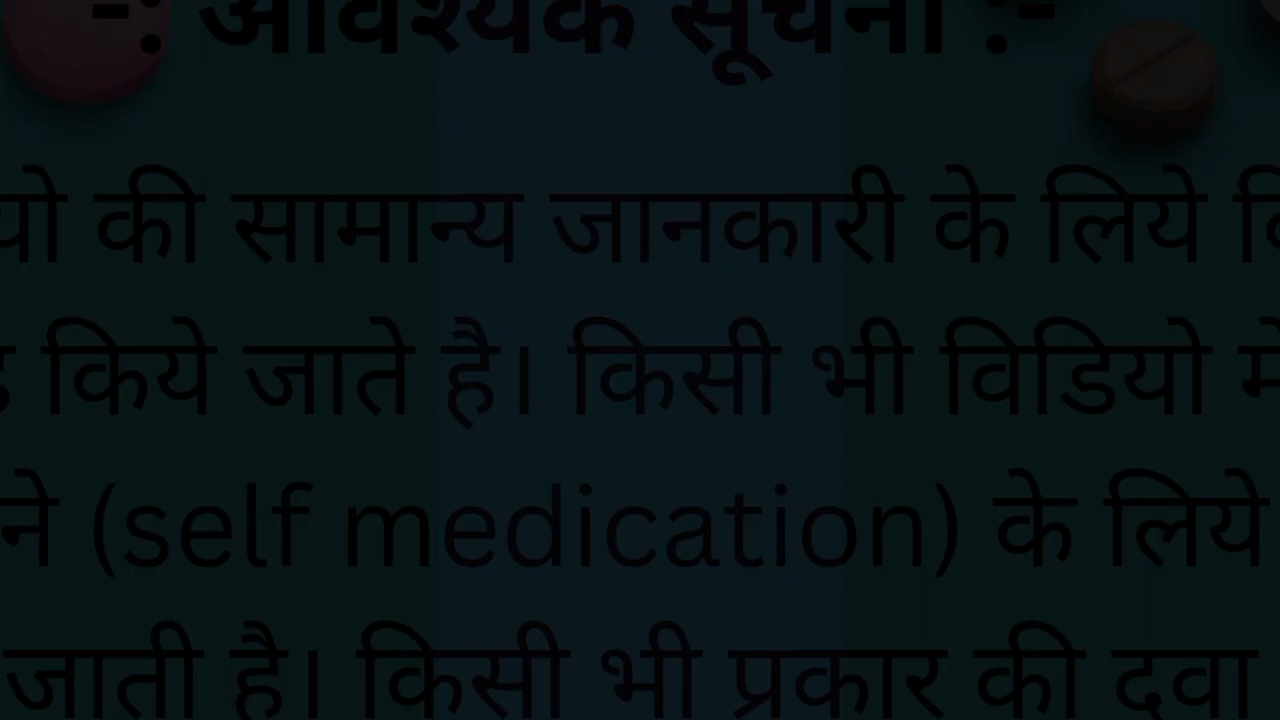 -: आवश्यक सूचना :-
की सामान्य जानकारी के लिये
किये जाते है। किसी भी विडियो
(self medication) के लिये
जाती है। किसी भी प्रकार की दवा